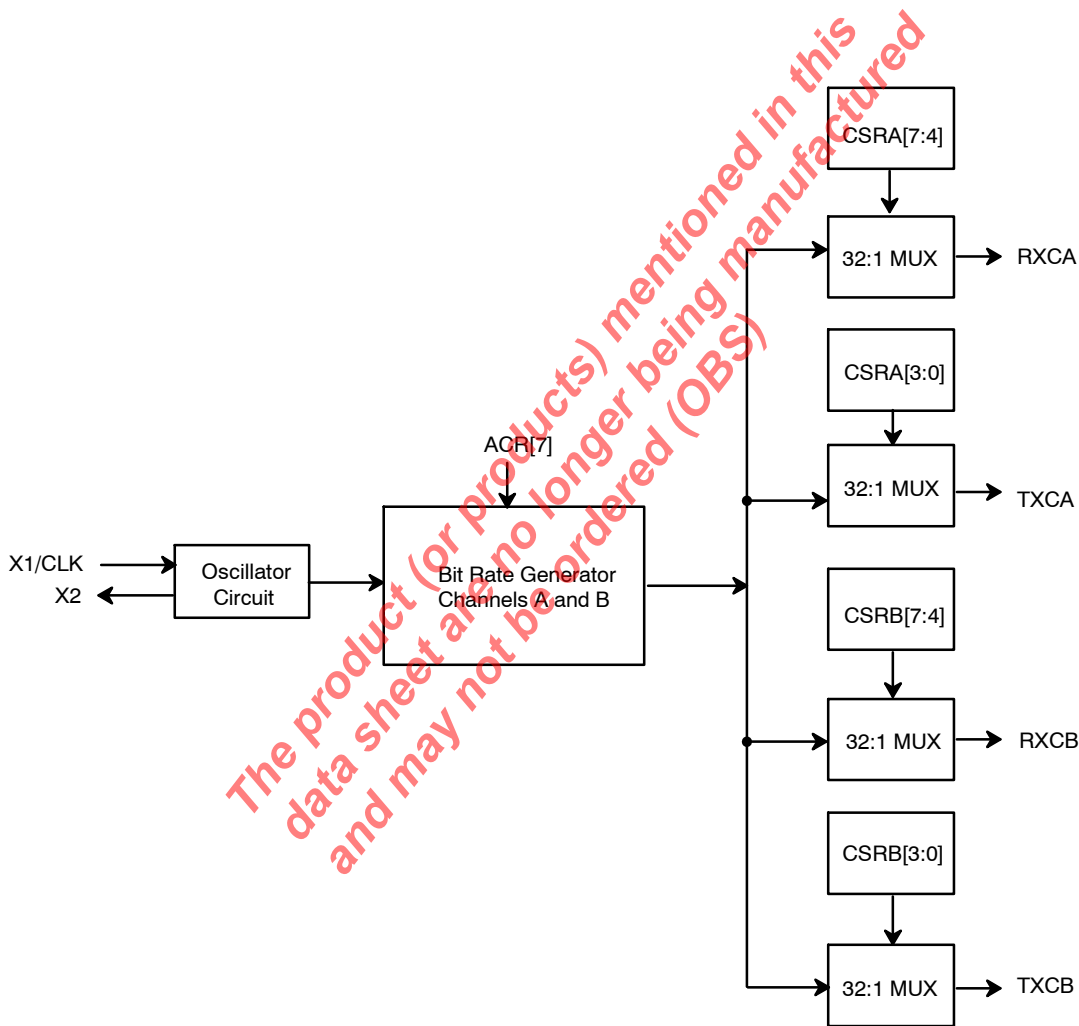 CSRA[7:4]
32:1 MUX
RXCA
CSRA[3:0]
ACR[7]
32:1 MUX
TXCA
X1/CLK
X2
Oscillator
Circuit
Bit Rate Generator
Channels A and B
CSRB[7:4]
32:1 MUX
RXCB
CSRB[3:0]
32:1 MUX
TXCB
The product (or products) mentioned in this
data sheet are no longer being manufactured
and may not be ordered (OBS)